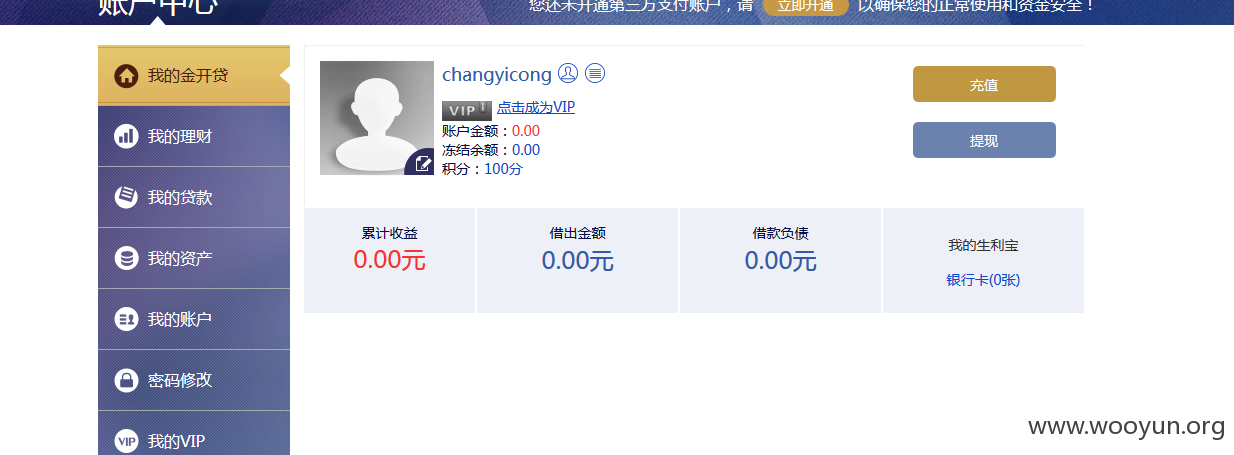 账户中心
您还未开通第三方支付账户，请 立即开通 以确保您的正常使用和资金安全！
我的金开贷
我的理财
我的贷款
我的资产
我的账户
密码修改
VIP 我的VIP
changyicong
VIP 点击成为VIP
账户金额：0.00
冻结余额：0.00
积分：100分
充值
提现
累计收益
0.00元
借出金额
0.00元
借款负债
0.00元
我的生利宝
银行卡(0张)
www.wooyun.org